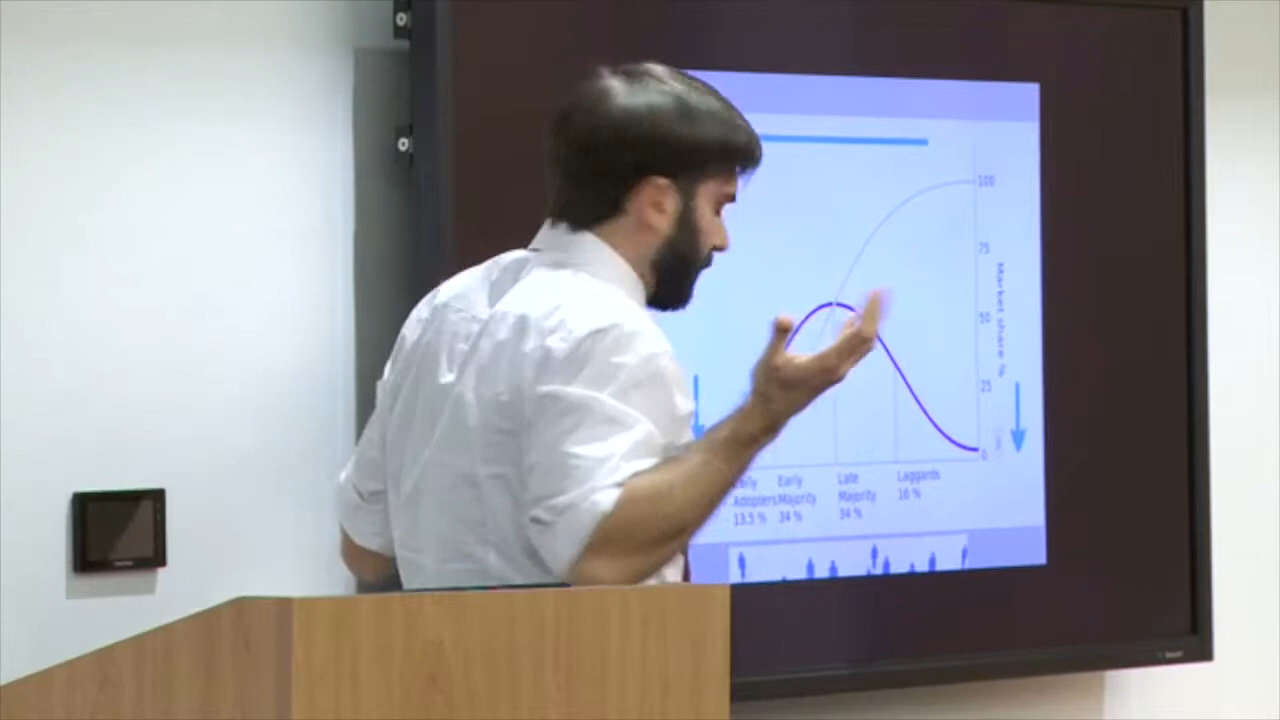 100
75
Market share %
50
25
0
Early
Adopters
13.5 %
Early
Majority
34 %
Late
Majority
34 %
Laggards
16 %